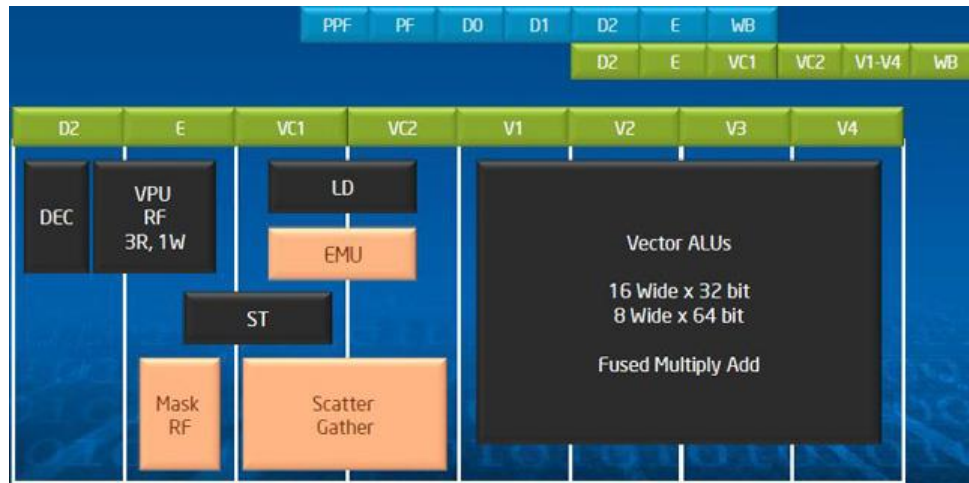 PPF PF D0 D1 D2 E WB
D2 E VC1 VC2 V1-V4 WB
D2 E VC1 VC2 V1 V2 V3 V4
DEC
VPU
RF
3R, 1W
LD
EMU
ST
Mask
RF
Scatter
Gather
Vector ALUs
16 Wide x 32 bit
8 Wide x 64 bit
Fused Multiply Add